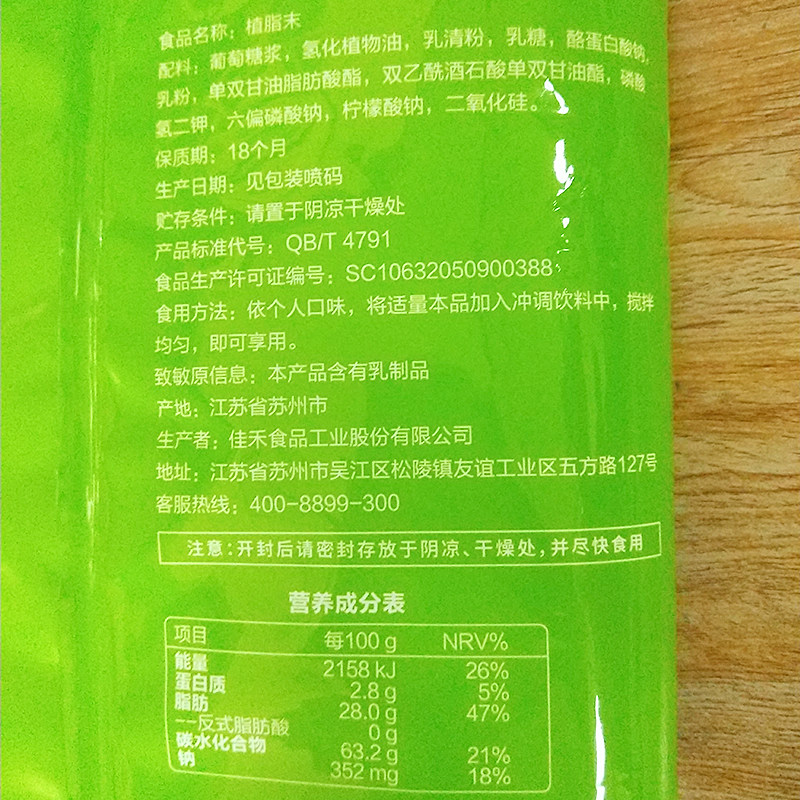 食品名称：植脂末
配料：葡萄糖浆，氢化植物油，乳清粉，乳糖，酪蛋白酸钠，
乳粉，单双甘油脂肪酸酯，双乙酰酒石酸单双甘油酯，磷酸
氢二钾，六偏磷酸钠，柠檬酸钠，二氧化硅。
保质期：18个月
生产日期：见包装喷码
贮存条件：请置于阴凉干燥处
产品标准代号：QB/T 4791
食品生产许可证编号：SC10632050900388
食用方法：依个人口味，将适量本品加入冲调饮料中，搅拌
均匀，即可享用。
致敏原信息：本产品含有乳制品
产地：江苏省苏州市
生产者：佳禾食品工业股份有限公司
地址：江苏省苏州市吴江区松陵镇友谊工业区五方路127号
客服热线：400-8899-300
注意：开封后请密封存放于阴凉、干燥处，并尽快食用
营养成分表
项目 每100 g NRV%
能量 2158 kJ 26%
蛋白质 2.8 g 5%
脂肪 28.0 g 47%
--反式脂肪酸 0 g
碳水化合物 63.2 g 21%
钠 352 mg 18%